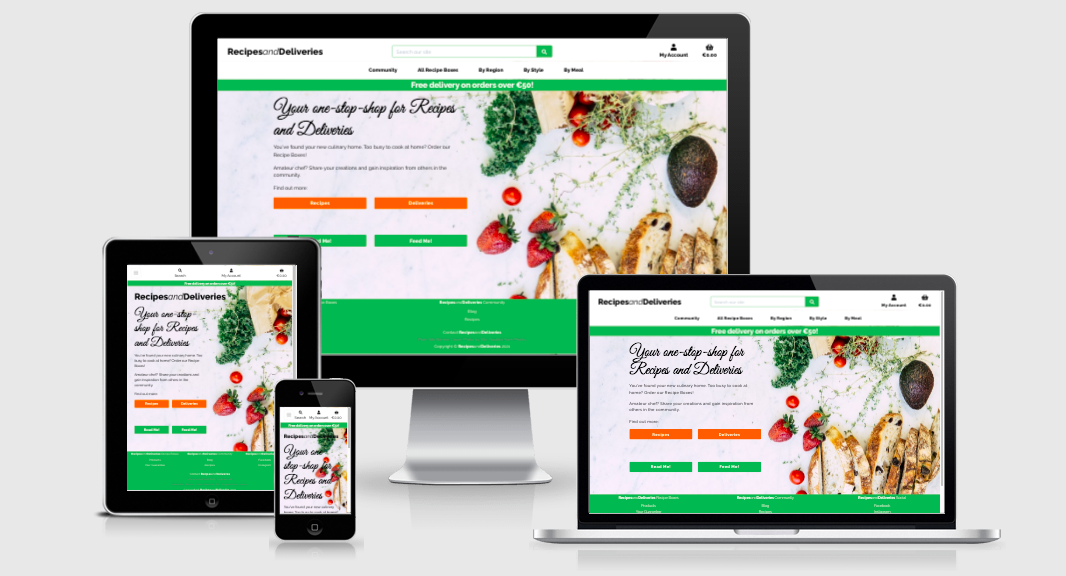 RecipesandDeliveries
Search our site
My Account
€0.00
Community
All Recipe Boxes
By Region
By Style
By Meal
Free delivery on orders over €50!
Your one-stop-shop for Recipes
and Deliveries
You've found your new culinary home. Too busy to cook at home? Order our
Recipe Boxes!
Amateur chef? Share your creations and gain inspiration from others in the
community.
Find out more:
Recipes
Deliveries
Me!
Feed Me!
Boxes
RecipesandDeliveries Community
Blog
Recipes
Contact RecipesandDeliveries
Copyright © RecipesandDeliveries
Search
My Account
€0.00
Free delivery on orders over €50!
RecipesandDeliveries
Your one-stop
shop for Recipes
and Deliveries
You've found your new culinary home. Too
busy to cook at home? Order our Recipe
Boxes!
Amateur chef? Share your creations and
gain inspiration from others in the
community.
Find out more:
Recipes
Deliveries
Read Me!
Feed Me!
Search
My Account
€0.00
Free delivery on orders over €50!
RecipesandDeliveries
Your one
stop-shop for
Recipes and
Deliveries
You've found your new culinary
home. Too busy to cook at home?
RecipesandDeliveries
Search our site
My Account
€0.00
Community
All Recipe Boxes
By Region
By Style
By Meal
Free delivery on orders over €50!
Your one-stop-shop for
Recipes and Deliveries
You've found your new culinary home. Too busy to cook at
home? Order our Recipe Boxes!
Amateur chef? Share your creations and gain inspiration from
others in the community.
Find out more:
Recipes
Deliveries
Read Me!
Feed Me!
RecipesandDeliveries Recipe Boxes
RecipesandDeliveries Community
RecipesandDeliveries Social
Products
Blog
Facebook
Your Guarantee
Recipes
Instagram